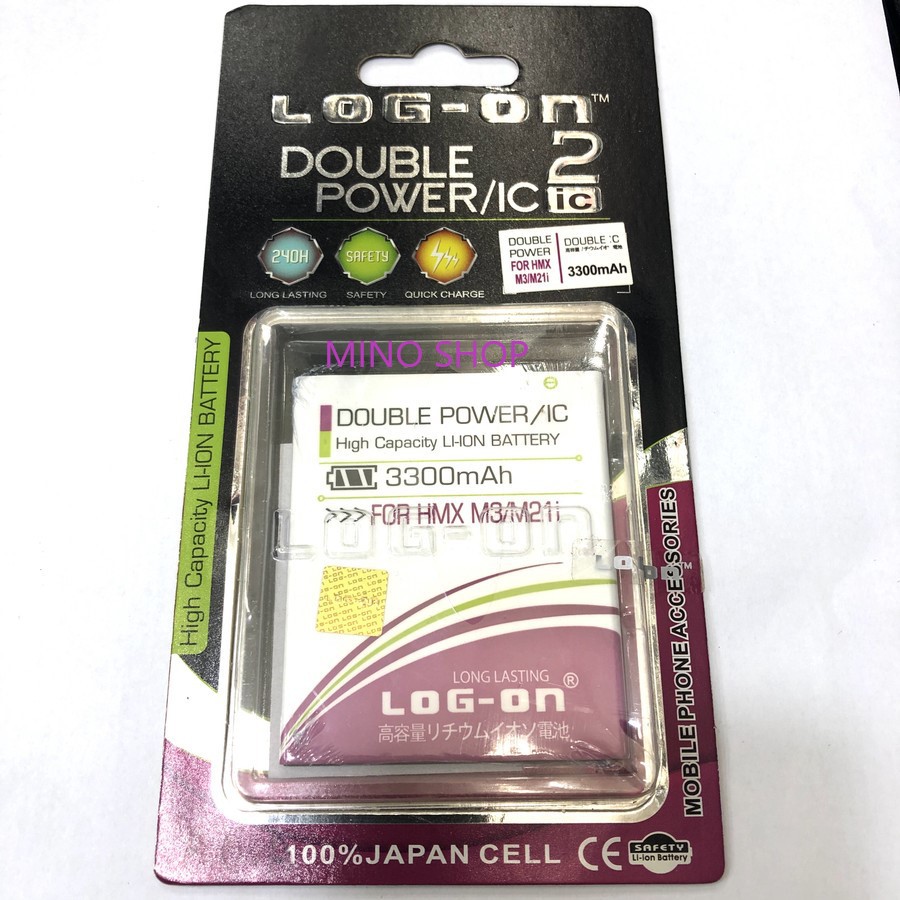 LOG-On™
DOUBLE POWER/IC 2 ic
240H
SAFETY
LONG LASTING
SAFETY
QUICK CHARGE
DOUBLE
POWER
FOR HMX
M3/M21i
DOUBLE :C
3300mAh
High Capacity LI-ION BATTERY
MINO SHOP
DOUBLE POWER/IC
High Capacity LI-ION BATTERY
3300mAh
>>>> FOR HMX M3/M21i
LOG-On™
LONG LASTING
LOG-On®
高容量リチウムイオン電池
MOBILE PHONE ACCESSORIES
100%JAPAN CELL
CE
SAFETY
Li-ion Battery